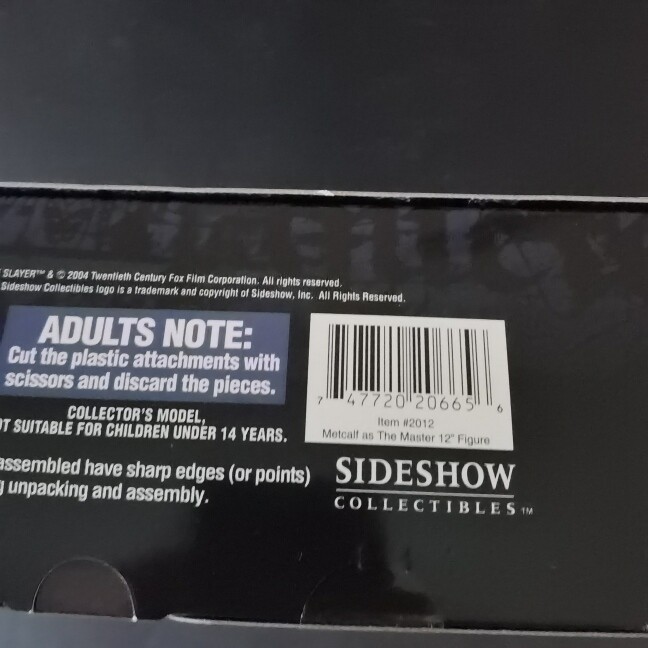 SLAYER™ & © 2004 Twentieth Century Fox Film Corporation. All rights reserved.
Sideshow Collectibles logo is a trademark and copyright of Sideshow, Inc. All Rights Reserved.
ADULTS NOTE:
Cut the plastic attachments with
scissors and discard the pieces.
COLLECTOR'S MODEL,
OT SUITABLE FOR CHILDREN UNDER 14 YEARS.
assembled have sharp edges (or points)
g unpacking and assembly.
7 47720 20665 6
Item #2012
Metcalf as The Master 12" Figure
SIDESHOW
COLLECTIBLES™